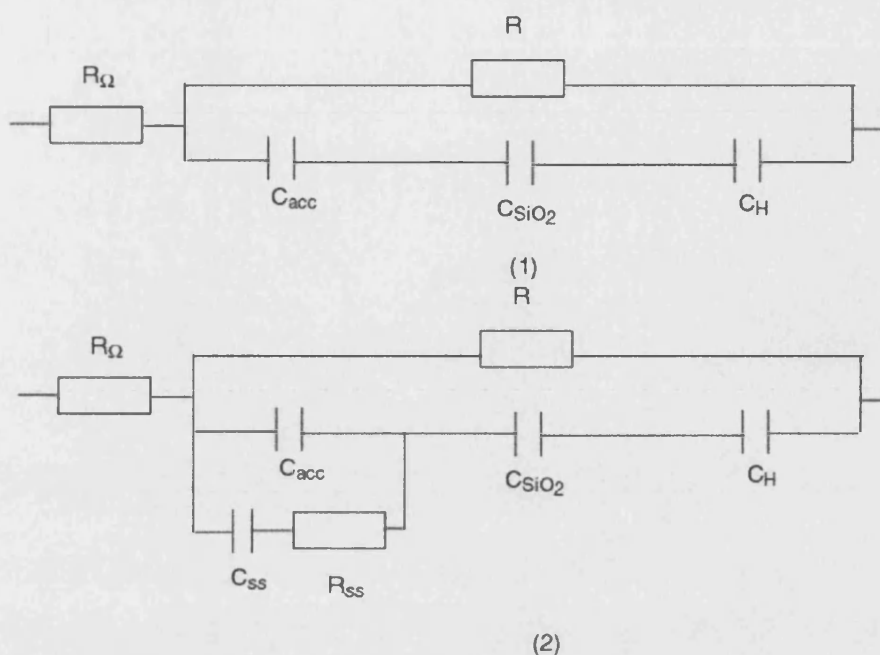 R
RΩ
Cacc
CSiO2
CH
(1)
R
RΩ
Cacc
CSiO2
CH
Css
Rss
(2)